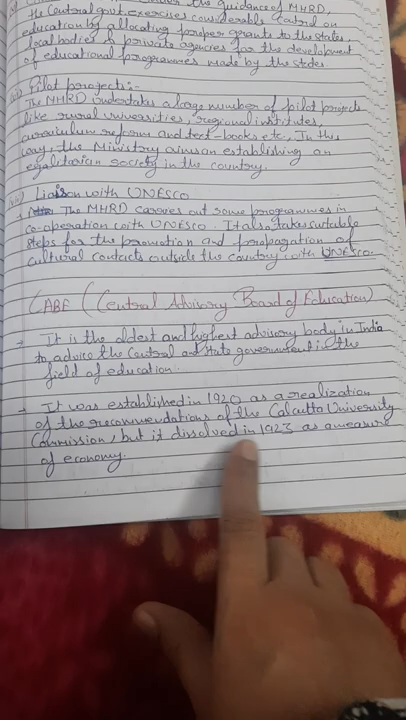 the guidance of MHRD,
the Central govt exercises considerable control on
education by allocating proper grants to the states,
local bodies & private agencies for the development
of educational programmes made by the states
Pilot projects:-
The MHRD undertakes a large number of pilot projects
like rural universities, regional institutes,
curriculum reforms and text-books etc. In this
way, the Ministry aims on establishing an
egalitarian society in the country.
Liaison with UNESCO
The MHRD carries out some programmes in
co-operation with UNESCO. It also takes suitable
steps for the promotion and propagation of
cultural contacts outside the country with UNESCO.
CABE (Central Advisory Board of Education)
→ It is the oldest and highest advisory body in India
to advice the Central and State government in the
field of education.
→ It was established in 1920 as a realization
of the recommendations of the Calcutta University
Commission, but it dissolved in 1923 as a measure
of economy.